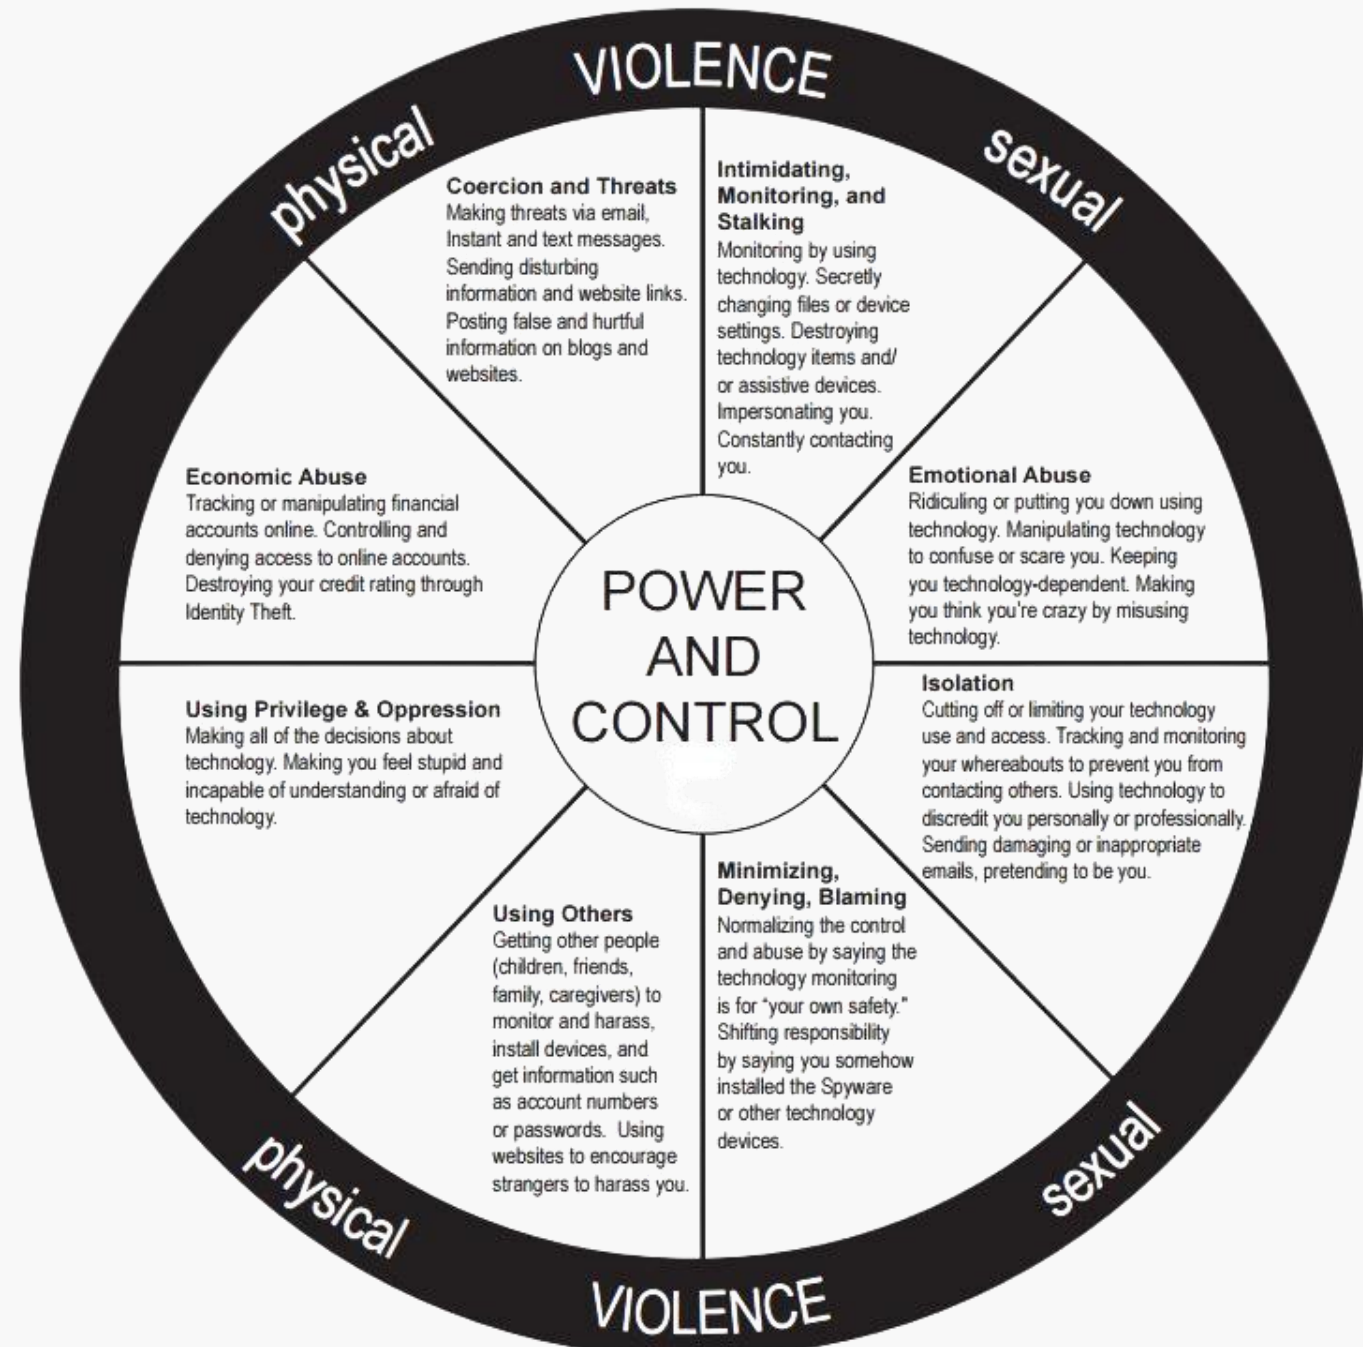 VIOLENCE
physical
sexual
Coercion and Threats
Making threats via email,
Instant and text messages.
Sending disturbing
information and website links.
Posting false and hurtful
information on blogs and
websites.
Intimidating,
Monitoring, and
Stalking
Monitoring by using
technology. Secretly
changing files or device
settings. Destroying
technology items and/
or assistive devices.
Impersonating you.
Constantly contacting
you.
Economic Abuse
Tracking or manipulating financial
accounts online. Controlling and
denying access to online accounts.
Destroying your credit rating through
Identity Theft.
Emotional Abuse
Ridiculing or putting you down using
technology. Manipulating technology
to confuse or scare you. Keeping
you technology-dependent. Making
you think you're crazy by misusing
technology.
POWER
AND
CONTROL
Using Privilege & Oppression
Making all of the decisions about
technology. Making you feel stupid and
incapable of understanding or afraid of
technology.
Isolation
Cutting off or limiting your technology
use and access. Tracking and monitoring
your whereabouts to prevent you from
contacting others. Using technology to
discredit you personally or professionally.
Sending damaging or inappropriate
emails, pretending to be you.
Using Others
Getting other people
(children, friends,
family, caregivers) to
monitor and harass,
install devices, and
get information such
as account numbers
or passwords.  Using
websites to encourage
strangers to harass you.
Minimizing,
Denying, Blaming
Normalizing the control
and abuse by saying the
technology monitoring
is for “your own safety.”
Shifting responsibility
by saying you somehow
installed the Spyware
or other technology
devices.
physical
sexual
VIOLENCE